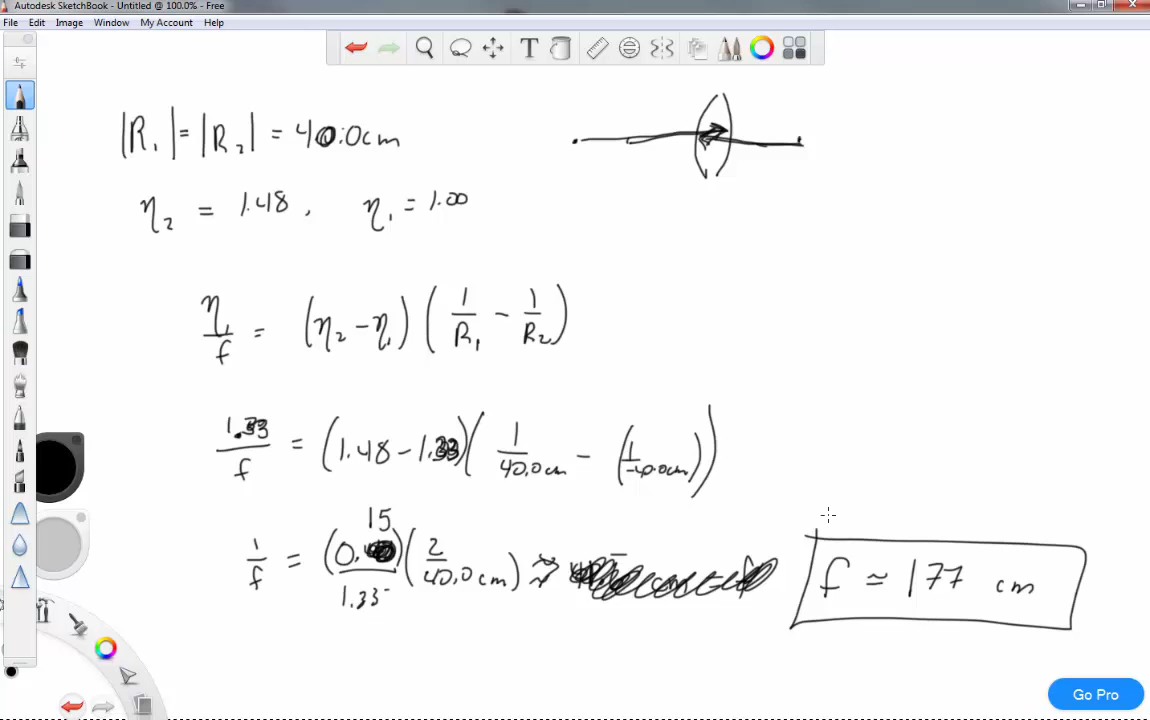 Autodesk SketchBook - Untitled @ 100.0% - Free
File Edit Image Window My Account Help
|R₁| = |R₂| = 40.0cm
η₂ = 1.48, η₁ = 1.00
η₁/f = (η₂ - η₁) (1/R₁ - 1/R₂)
1.33/f = (1.48 - 1.33) (1/40.0cm - (1/-40.0cm))
1/f = (0.15)/1.33 (2/40.0cm) ≈
f ≃ 177 cm
Go Pro